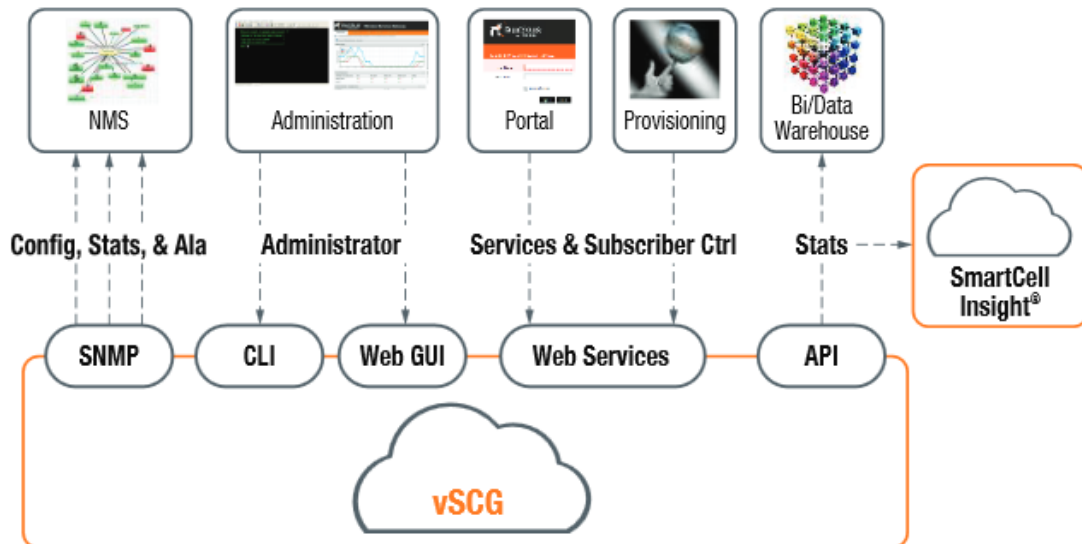 NMS
Administration
Portal
Provisioning
Bi/Data
Warehouse
Config, Stats, & Ala
Administrator
Services & Subscriber Ctrl
Stats
SmartCell
Insight®
SNMP
CLI
Web GUI
Web Services
API
vSCG